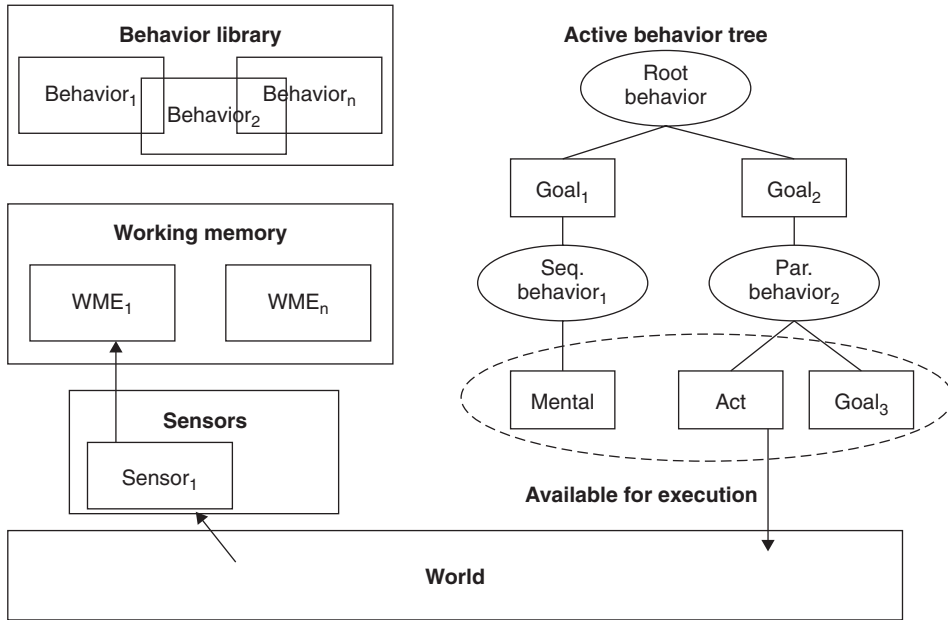 Behavior library
Behavior₁
Behavior₂
Behaviorₙ
Working memory
WME₁
WMEₙ
Sensors
Sensor₁
Active behavior tree
Root
behavior
Goal₁
Goal₂
Seq.
behavior₁
Par.
behavior₂
Mental
Act
Goal₃
Available for execution
World